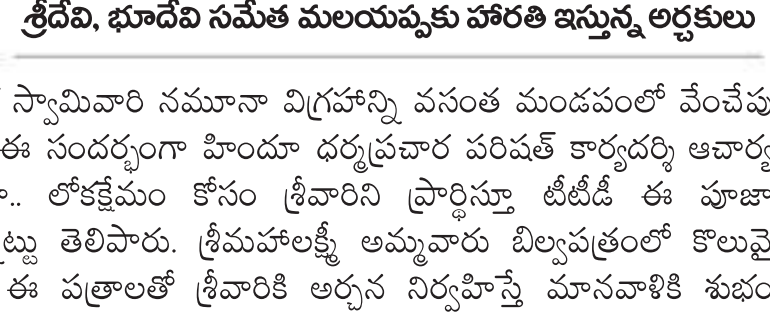 శ్రీదేవి, భూదేవి సమేత మలయప్పకు హారతి ఇస్తున్న అర్చకులు
స్వామివారి నమూనా విగ్రహాన్ని వసంత మండపంలో వేంచేపు
ఈ సందర్భంగా హిందూ ధర్మప్రచార పరిషత్ కార్యదర్శి ఆచార్య
.. లోకక్షేమం కోసం శ్రీవారిని ప్రార్థిస్తూ టీటీడీ ఈ పూజా
ట్టు తెలిపారు. శ్రీమహాలక్ష్మీ అమ్మవారు బిల్వపత్రంలో కొలువై
ఈ పత్రాలతో శ్రీవారికి అర్చన నిర్వహిస్తే మానవాళికి శుభం